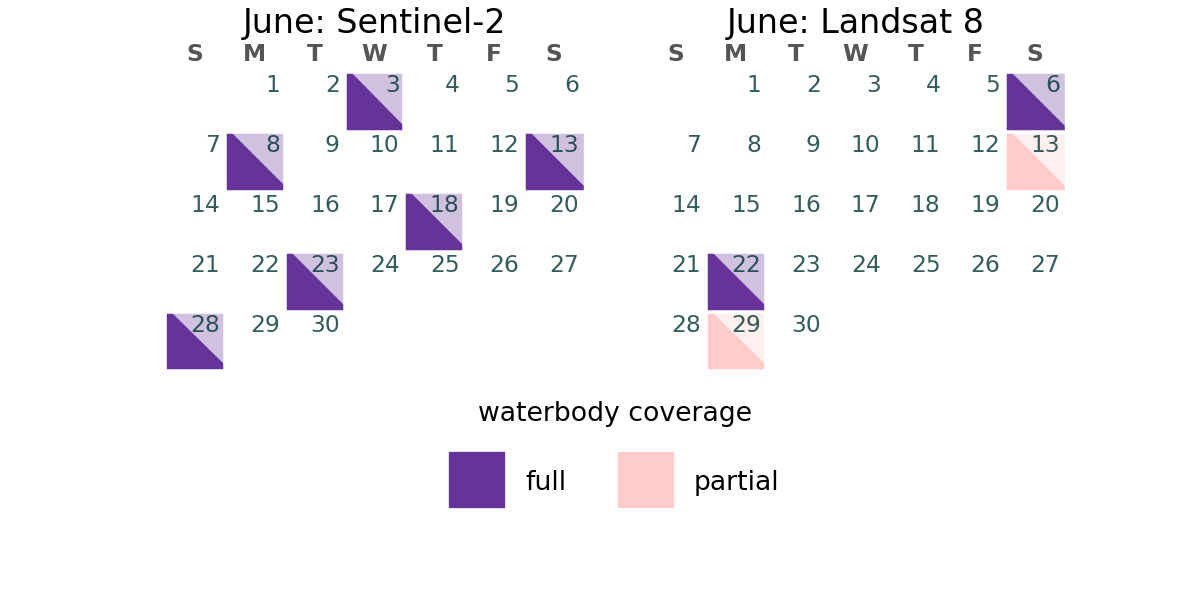 June: Sentinel-2
S M T W T F S
1 2 3 4 5 6
7 8 9 10 11 12 13
14 15 16 17 18 19 20
21 22 23 24 25 26 27
28 29 30
June: Landsat 8
S M T W T F S
1 2 3 4 5 6
7 8 9 10 11 12 13
14 15 16 17 18 19 20
21 22 23 24 25 26 27
28 29 30
waterbody coverage
full
partial